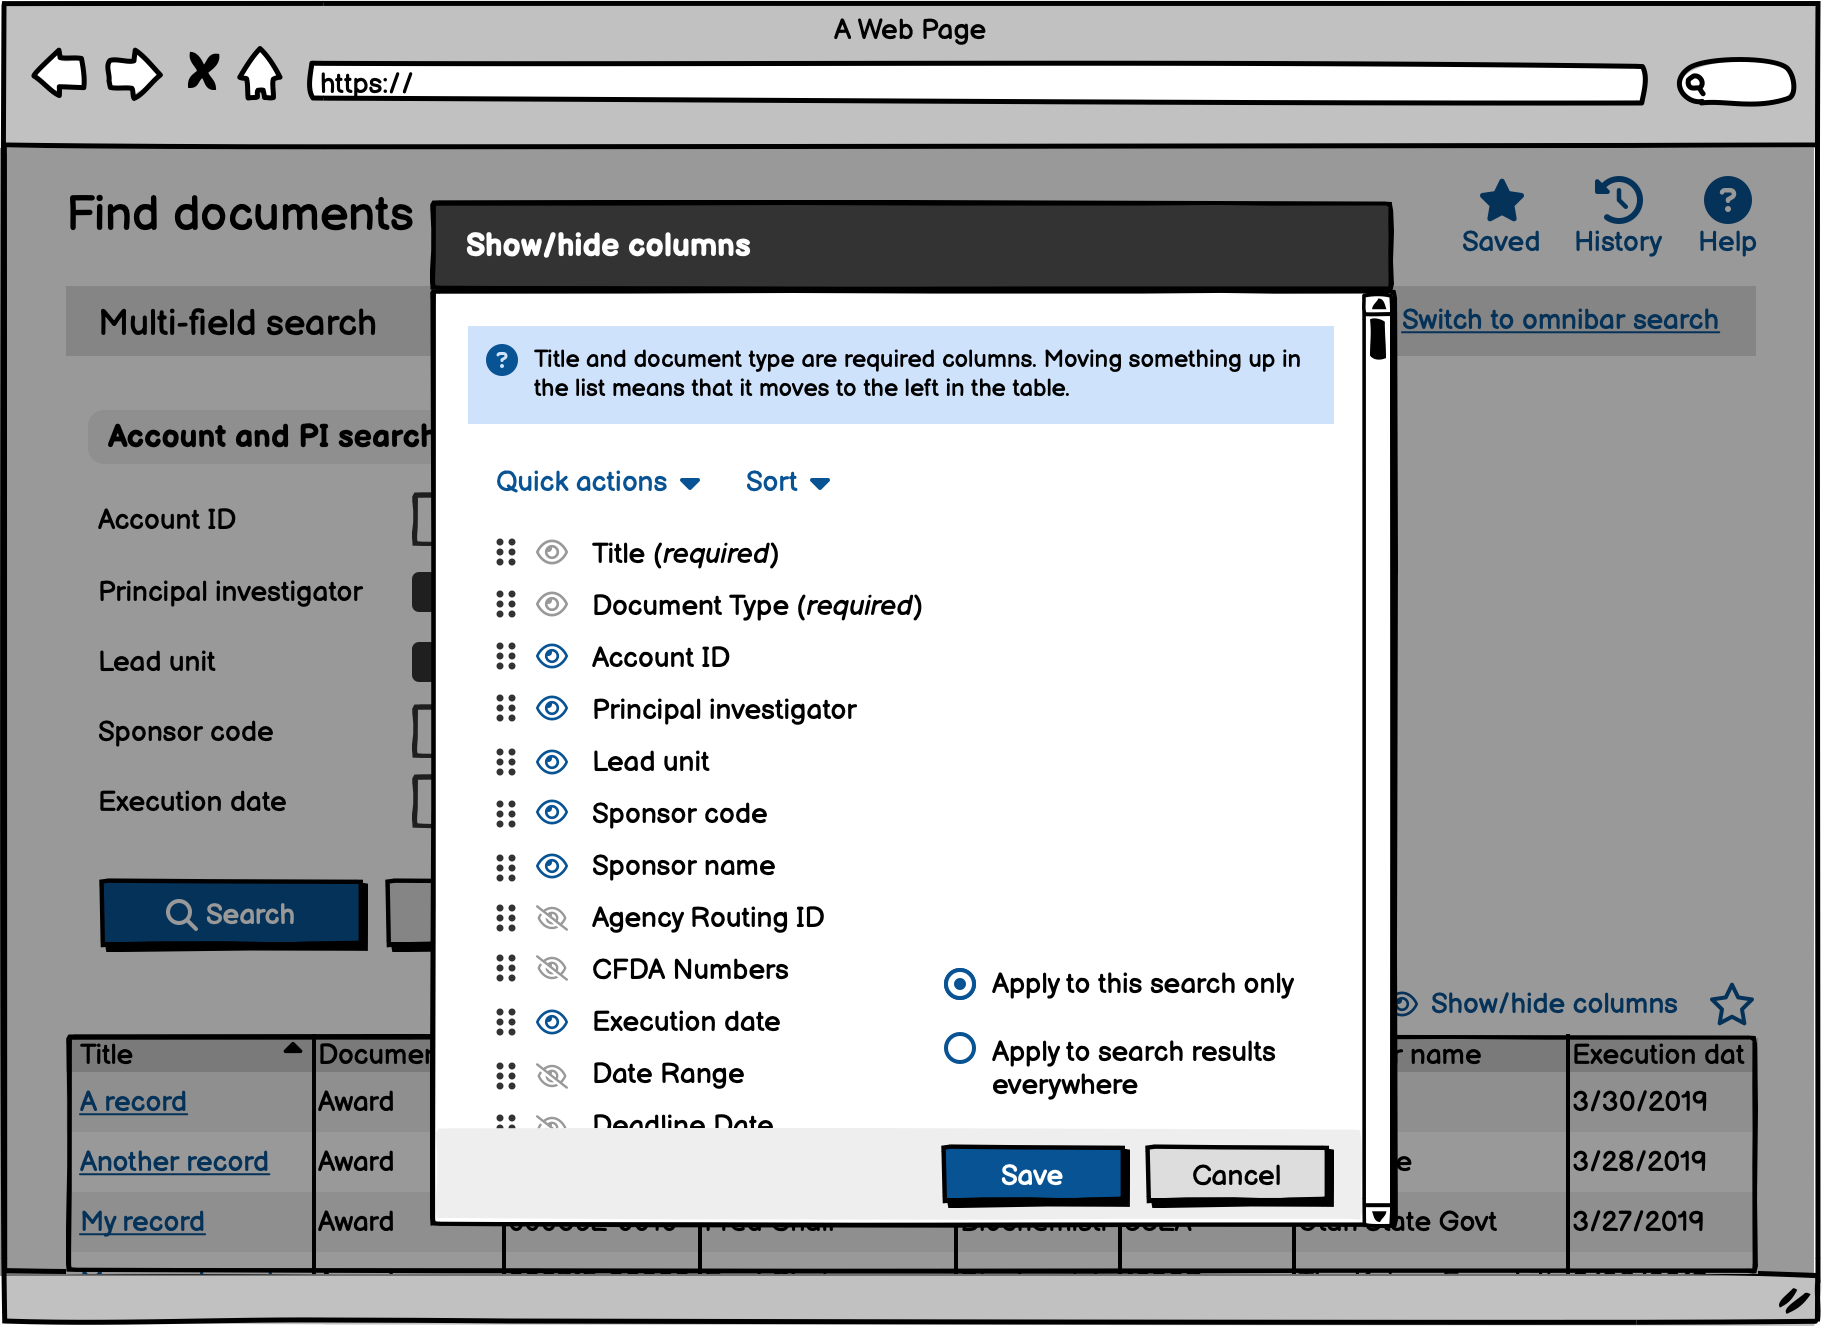 A Web Page
https://
Find documents
Saved
History
Help
Show/hide columns
Multi-field search
Switch to omnibar search
Title and document type are required columns. Moving something up in
the list means that it moves to the left in the table.
Account and PI search
Quick actions
Sort
Account ID
Principal investigator
Lead unit
Sponsor code
Execution date
Title (required)
Document Type (required)
Account ID
Principal investigator
Lead unit
Sponsor code
Sponsor name
Agency Routing ID
CFDA Numbers
Execution date
Date Range
Deadline Date
Apply to this search only
Apply to search results
everywhere
Search
Show/hide columns
Save
Cancel
Title Documen r name Execution dat
A record Award 3/30/2019
Another record Award e 3/28/2019
My record Award State Govt 3/27/2019